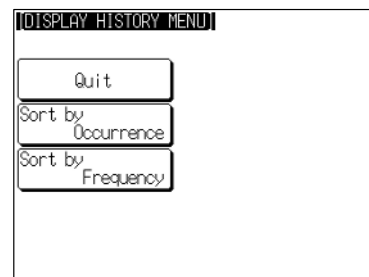 [DISPLAY HISTORY MENU]
Quit
Sort by
Occurrence
Sort by
Frequency